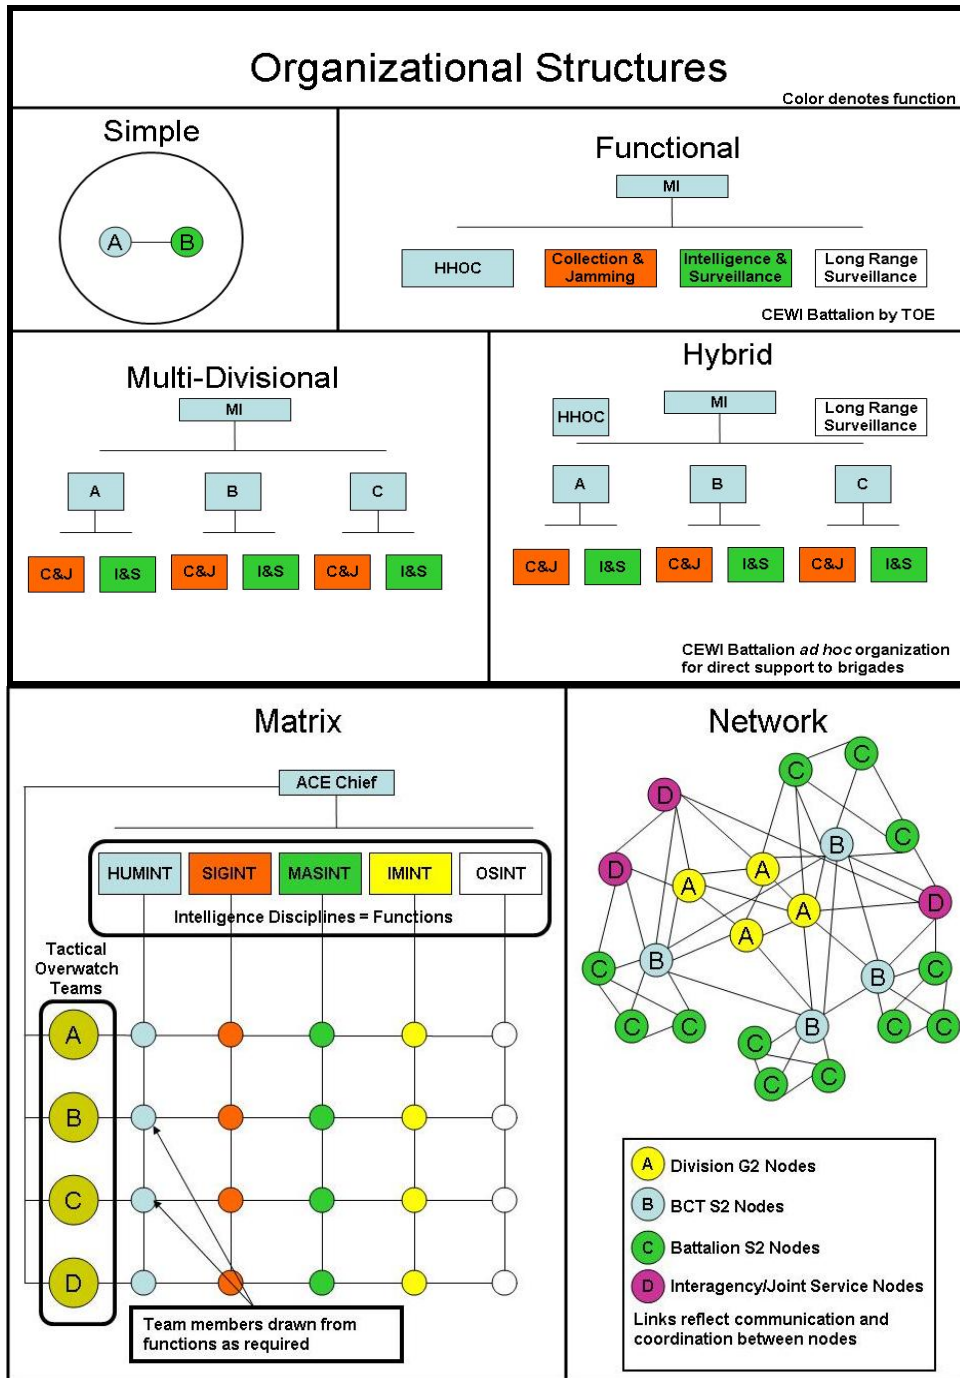 Organizational Structures
Color denotes function
Simple
A
B
Functional
MI
HHOC
Collection &
Jamming
Intelligence &
Surveillance
Long Range
Surveillance
CEWI Battalion by TOE
Multi-Divisional
MI
A
B
C
C&J
I&S
C&J
I&S
C&J
I&S
Hybrid
HHOC
MI
Long Range
Surveillance
A
B
C
C&J
I&S
C&J
I&S
C&J
I&S
CEWI Battalion ad hoc organization
for direct support to brigades
Matrix
ACE Chief
HUMINT
SIGINT
MASINT
IMINT
OSINT
Intelligence Disciplines = Functions
Tactical
Overwatch
Teams
A
B
C
D
Team members drawn from
functions as required
Network
C
C
D
C
B
D
A
A
D
A
A
C
B
B
C
C
C
B
C
C
C
C
C
A Division G2 Nodes
B BCT S2 Nodes
C Battalion S2 Nodes
D Interagency/Joint Service Nodes
Links reflect communication and
coordination between nodes